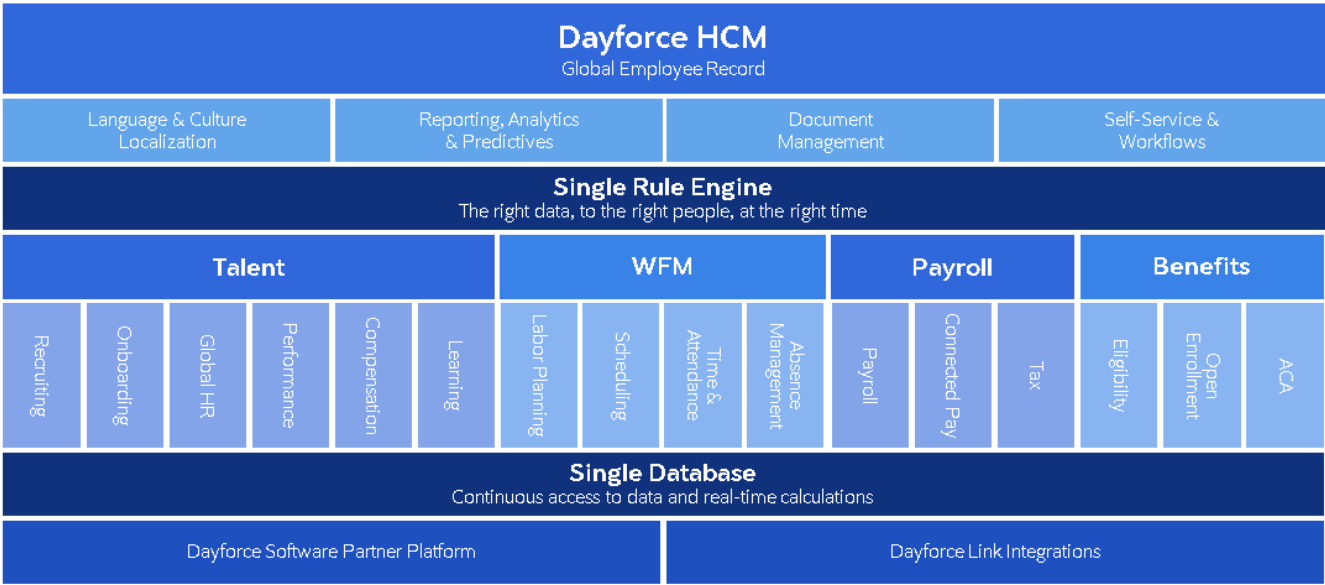 Dayforce HCM
Global Employee Record
Language & Culture
Localization
Reporting, Analytics
& Predictives
Document
Management
Self-Service &
Workflows
Single Rule Engine
The right data, to the right people, at the right time
Talent
WFM
Payroll
Benefits
Recruiting
Onboarding
Global HR
Performance
Compensation
Learning
Labor Planning
Scheduling
Time &
Attendance
Absence
Management
Payroll
Connected Pay
Tax
Eligibility
Open
Enrollment
ACA
Single Database
Continuous access to data and real-time calculations
Dayforce Software Partner Platform
Dayforce Link Integrations